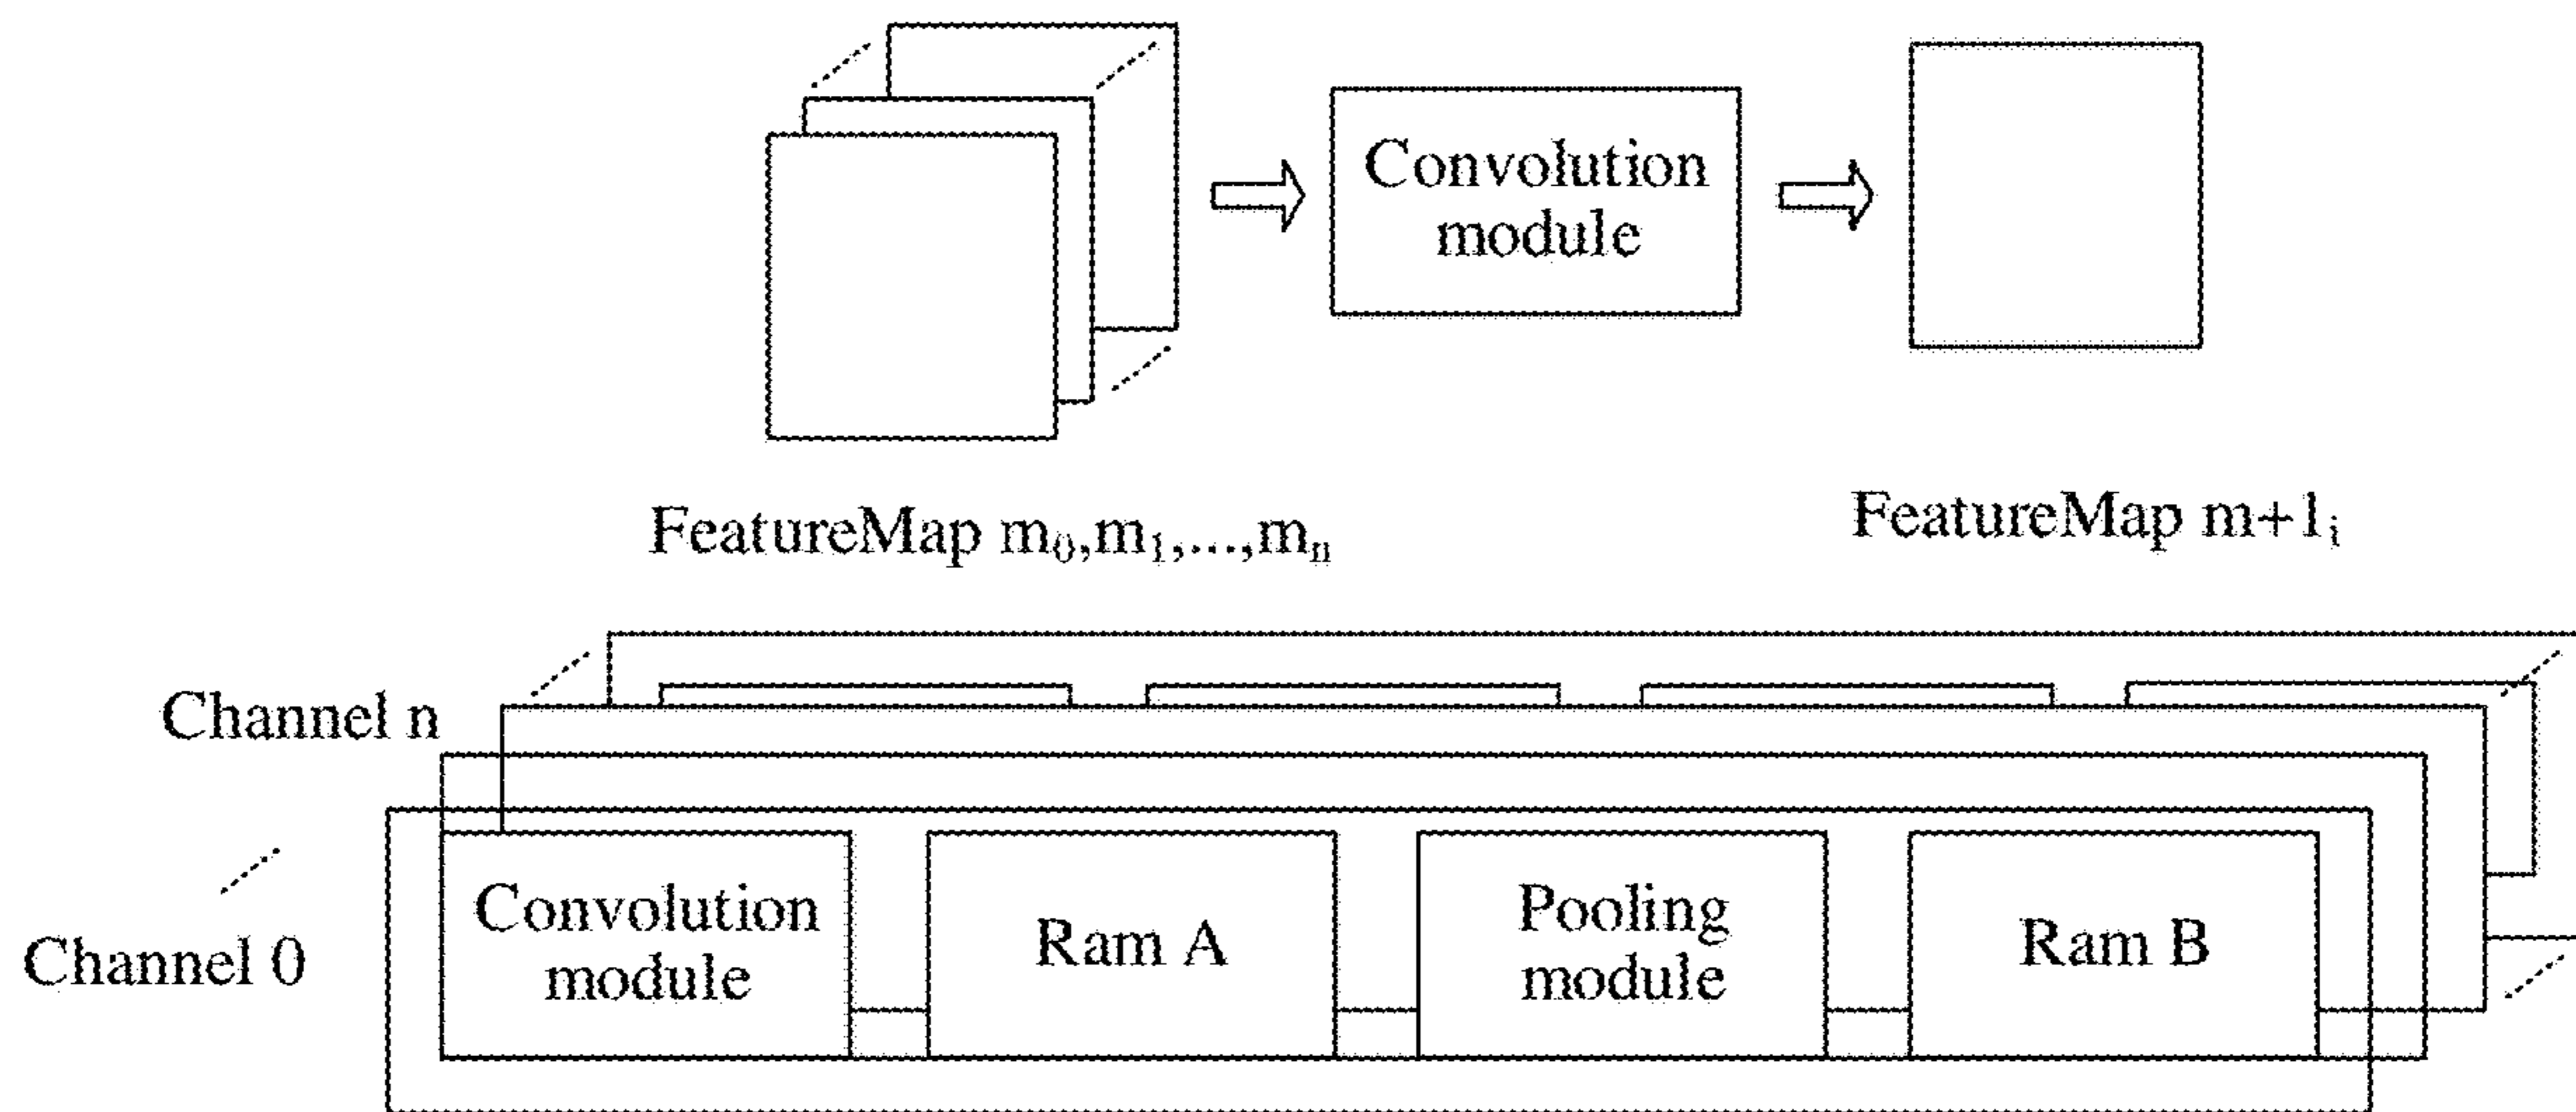 Convolution
module
FeatureMap m₀,m₁,...,mₙ
FeatureMap m+1ᵢ
Channel n
Channel 0
Convolution
module
Ram A
Pooling
module
Ram B